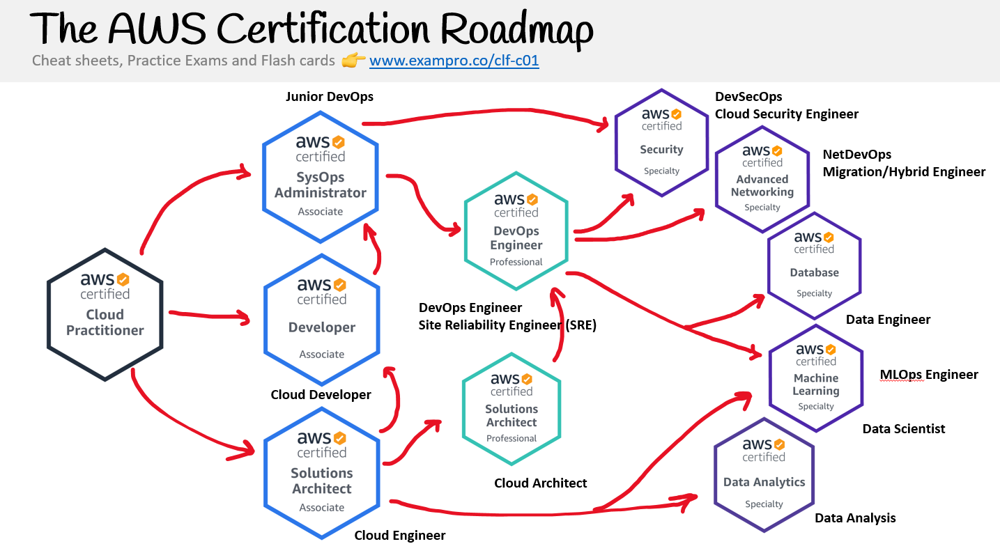 The AWS Certification Roadmap
Cheat sheets, Practice Exams and Flash cards 👉 www.exampro.co/clf-c01
Junior DevOps
aws
certified
SysOps
Administrator
Associate
aws
certified
Security
Specialty
DevSecOps
Cloud Security Engineer
aws
certified
Advanced
Networking
Specialty
NetDevOps
Migration/Hybrid Engineer
aws
certified
DevOps
Engineer
Professional
DevOps Engineer
Site Reliability Engineer (SRE)
aws
certified
Database
Specialty
Data Engineer
aws
certified
Cloud
Practitioner
aws
certified
Developer
Associate
Cloud Developer
aws
certified
Machine
Learning
Specialty
MLOps Engineer
Data Scientist
aws
certified
Solutions
Architect
Professional
Cloud Architect
aws
certified
Solutions
Architect
Associate
Cloud Engineer
aws
certified
Data Analytics
Specialty
Data Analysis